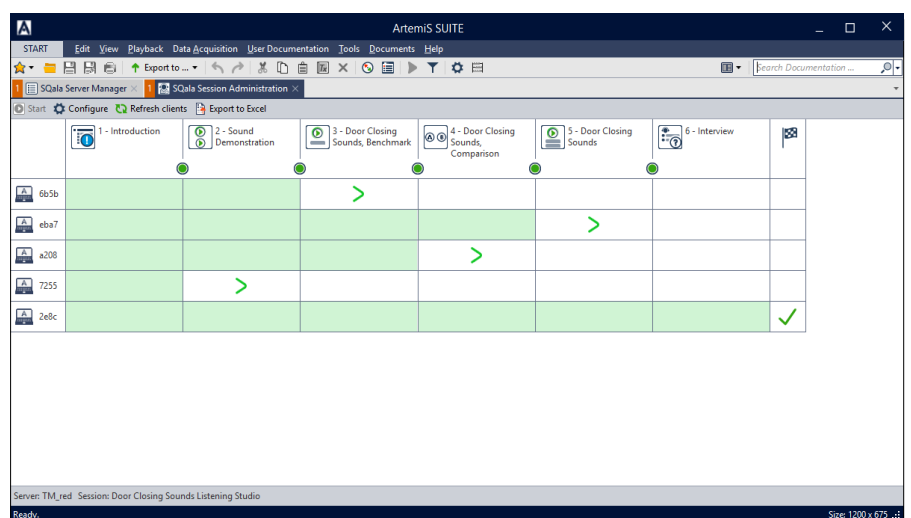 ArtemiS SUITE
START Edit View Playback Data Acquisition User Documentation Tools Documents Help
Export to ... Search Documentation ...
1 SQala Server Manager 1 SQala Session Administration
Start Configure Refresh clients Export to Excel
1 - Introduction
2 - Sound
Demonstration
3 - Door Closing
Sounds, Benchmark
4 - Door Closing
Sounds,
Comparison
5 - Door Closing
Sounds
6 - Interview
6b5b
eba7
a208
7255
2e8c
Server: TM_red Session: Door Closing Sounds Listening Studio
Ready. Size: 1200 x 675